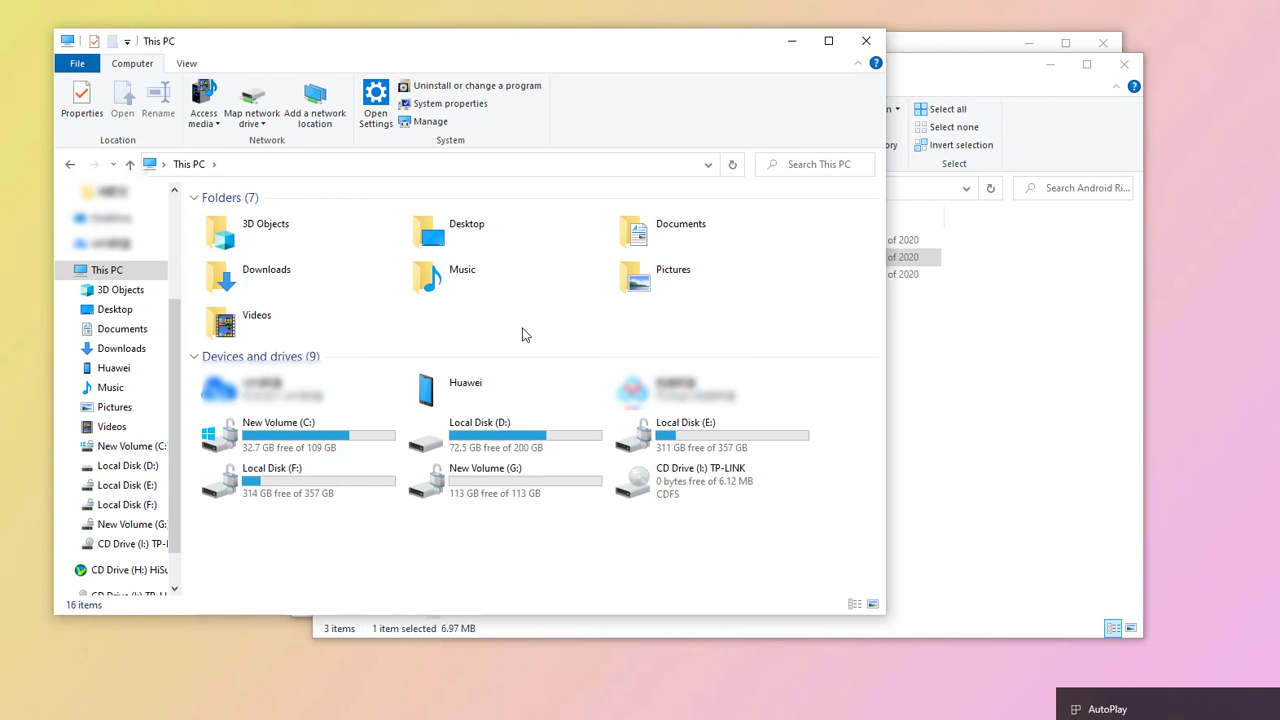 This PC
File
Computer
View
Properties
Open
Rename
Access media
Map network drive
Add a network location
Open Settings
Uninstall or change a program
System properties
Manage
Location
Network
System
This PC
Search This PC
This PC
3D Objects
Desktop
Documents
Downloads
Huawei
Music
Pictures
Videos
New Volume (C:
Local Disk (D:)
Local Disk (E:)
Local Disk (F:)
New Volume (G:
CD Drive (I:) TP-L
CD Drive (H:) HiSu
Folders (7)
3D Objects
Desktop
Documents
Downloads
Music
Pictures
Videos
Devices and drives (9)
Huawei
New Volume (C:)
32.7 GB free of 109 GB
Local Disk (D:)
72.5 GB free of 200 GB
Local Disk (E:)
311 GB free of 357 GB
Local Disk (F:)
314 GB free of 357 GB
New Volume (G:)
113 GB free of 113 GB
CD Drive (I:) TP-LINK
0 bytes free of 6.12 MB
CDFS
16 items
Select all
Select none
Invert selection
Select
Search Android Ri...
of 2020
of 2020
of 2020
3 items
1 item selected 6.97 MB
AutoPlay